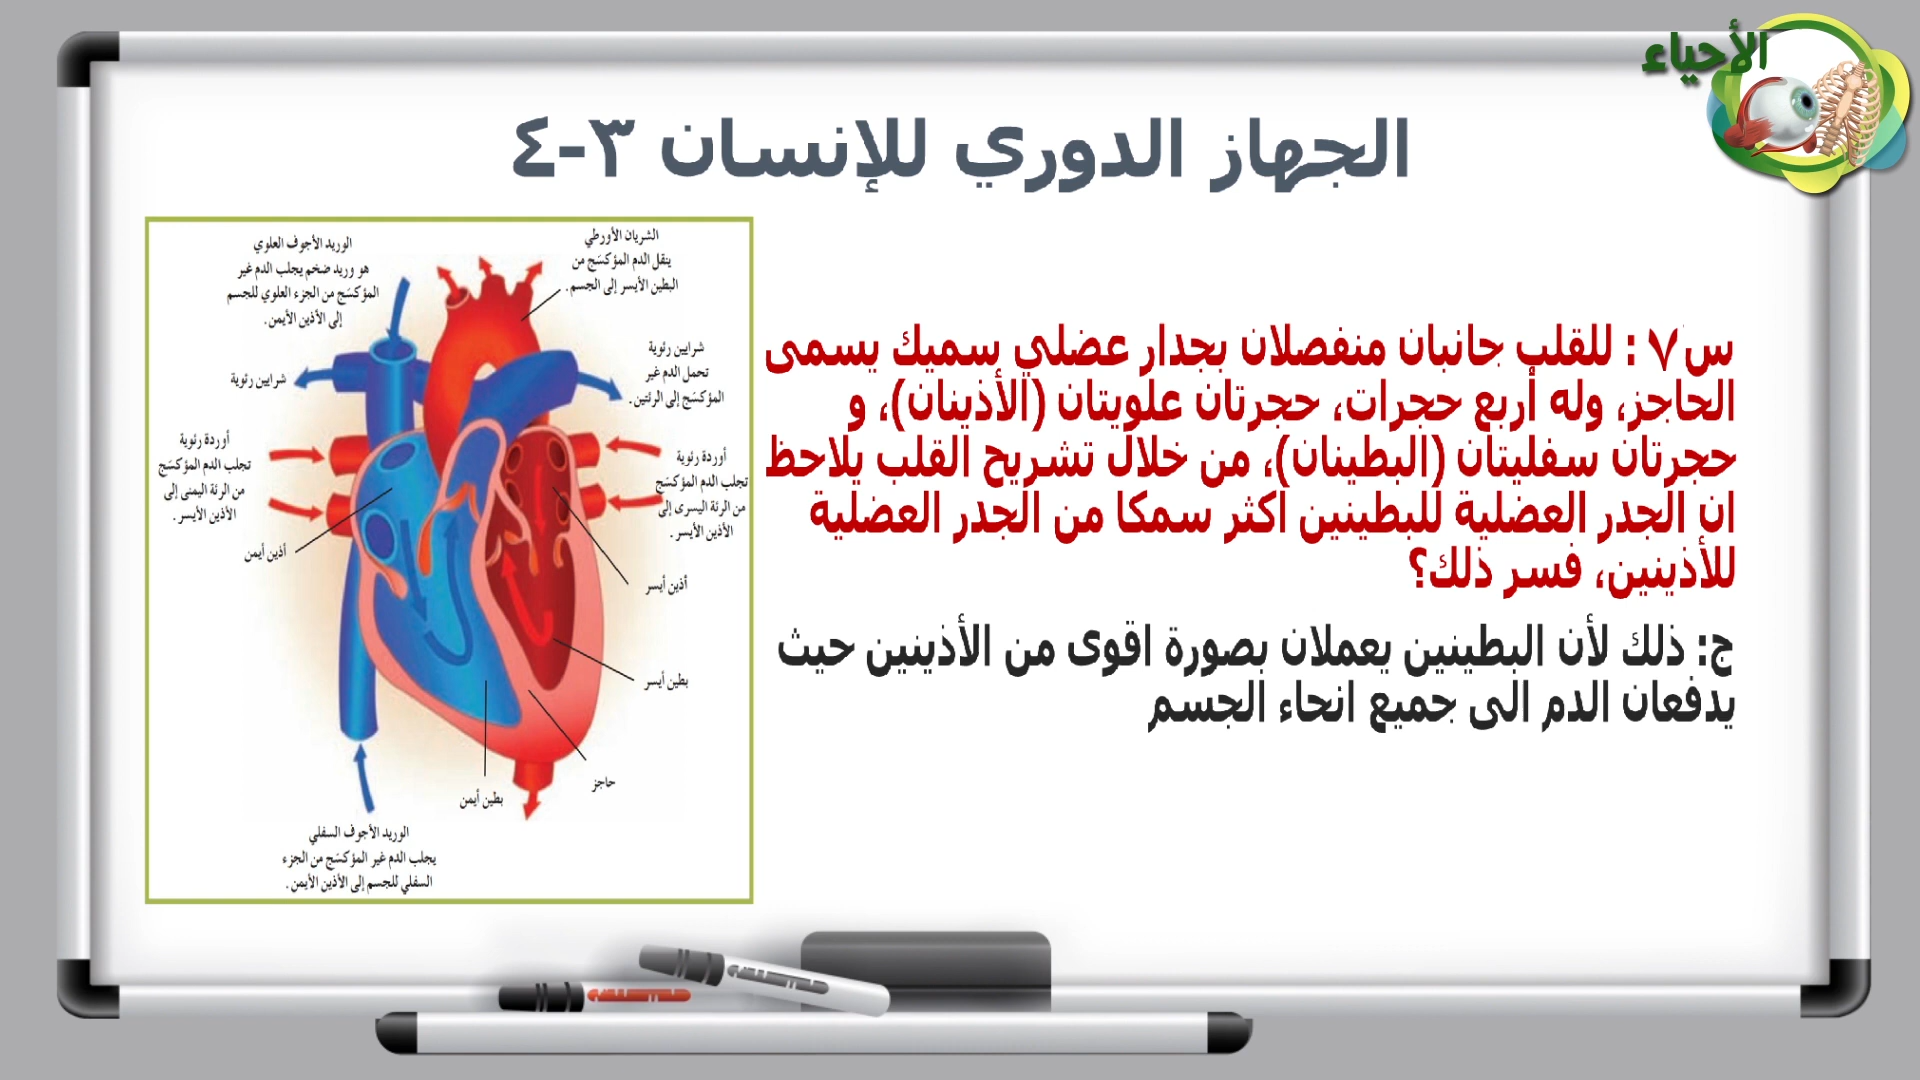 الأحياء
الجهاز الدوري للإنسان ٣-٤
س٧ : للقلب جانبان منفصلان بجدار عضلي سميك يسمى
الحاجز، وله أربع حجرات، حجرتان علويتان (الأذينان)، و
حجرتان سفليتان (البطينان)، من خلال تشريح القلب يلاحظ
ان الجدر العضلية للبطينين اكثر سمكا من الجدر العضلية
للأذينين، فسر ذلك؟
ج: ذلك لأن البطينين يعملان بصورة اقوى من الأذينين حيث
يدفعان الدم الى جميع انحاء الجسم
الشريان الأورطي
ينقل الدم المؤكسَج من
البطين الأيسر إلى الجسم.
الوريد الأجوف العلوي
هو وريد ضخم يجلب الدم غير
المؤكسَج من الجزء العلوي للجسم
إلى الأذين الأيمن.
شرايين رئوية
تحمل الدم غير
المؤكسَج إلى الرئتين.
شرايين رئوية
أوردة رئوية
تجلب الدم المؤكسَج
من الرئة اليسرى إلى
الأذين الأيسر.
أوردة رئوية
تجلب الدم المؤكسَج
من الرئة اليمنى إلى
الأذين الأيسر.
أذين أيمن
أذين أيسر
بطين أيسر
حاجز
بطين أيمن
الوريد الأجوف السفلي
يجلب الدم غير المؤكسَج من الجزء
السفلي للجسم إلى الأذين الأيمن.